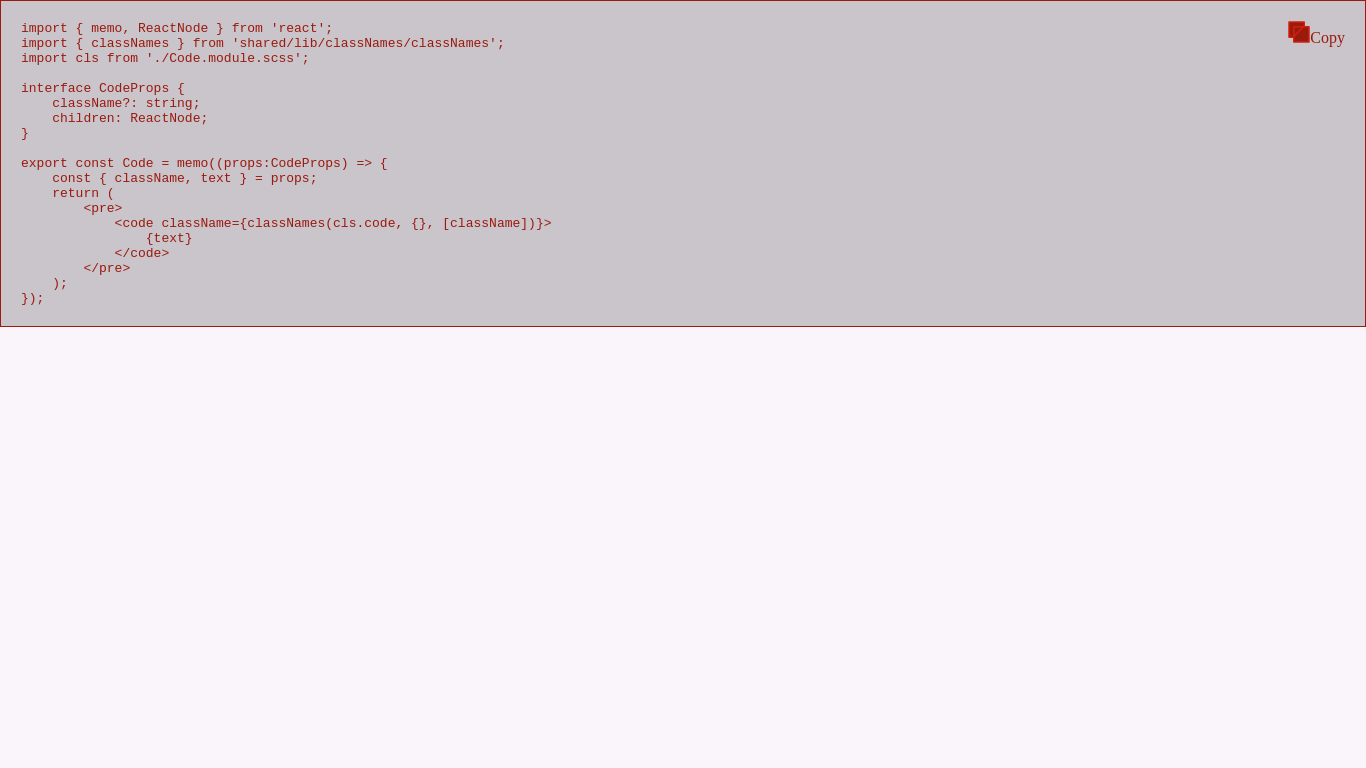 import { memo, ReactNode } from 'react';
import { classNames } from 'shared/lib/classNames/classNames';
import cls from './Code.module.scss';
Copy

interface CodeProps {
    className?: string;
    children: ReactNode;
}

export const Code = memo((props:CodeProps) => {
    const { className, text } = props;
    return (
        <pre>
            <code className={classNames(cls.code, {}, [className])}>
                {text}
            </code>
        </pre>
    );
});